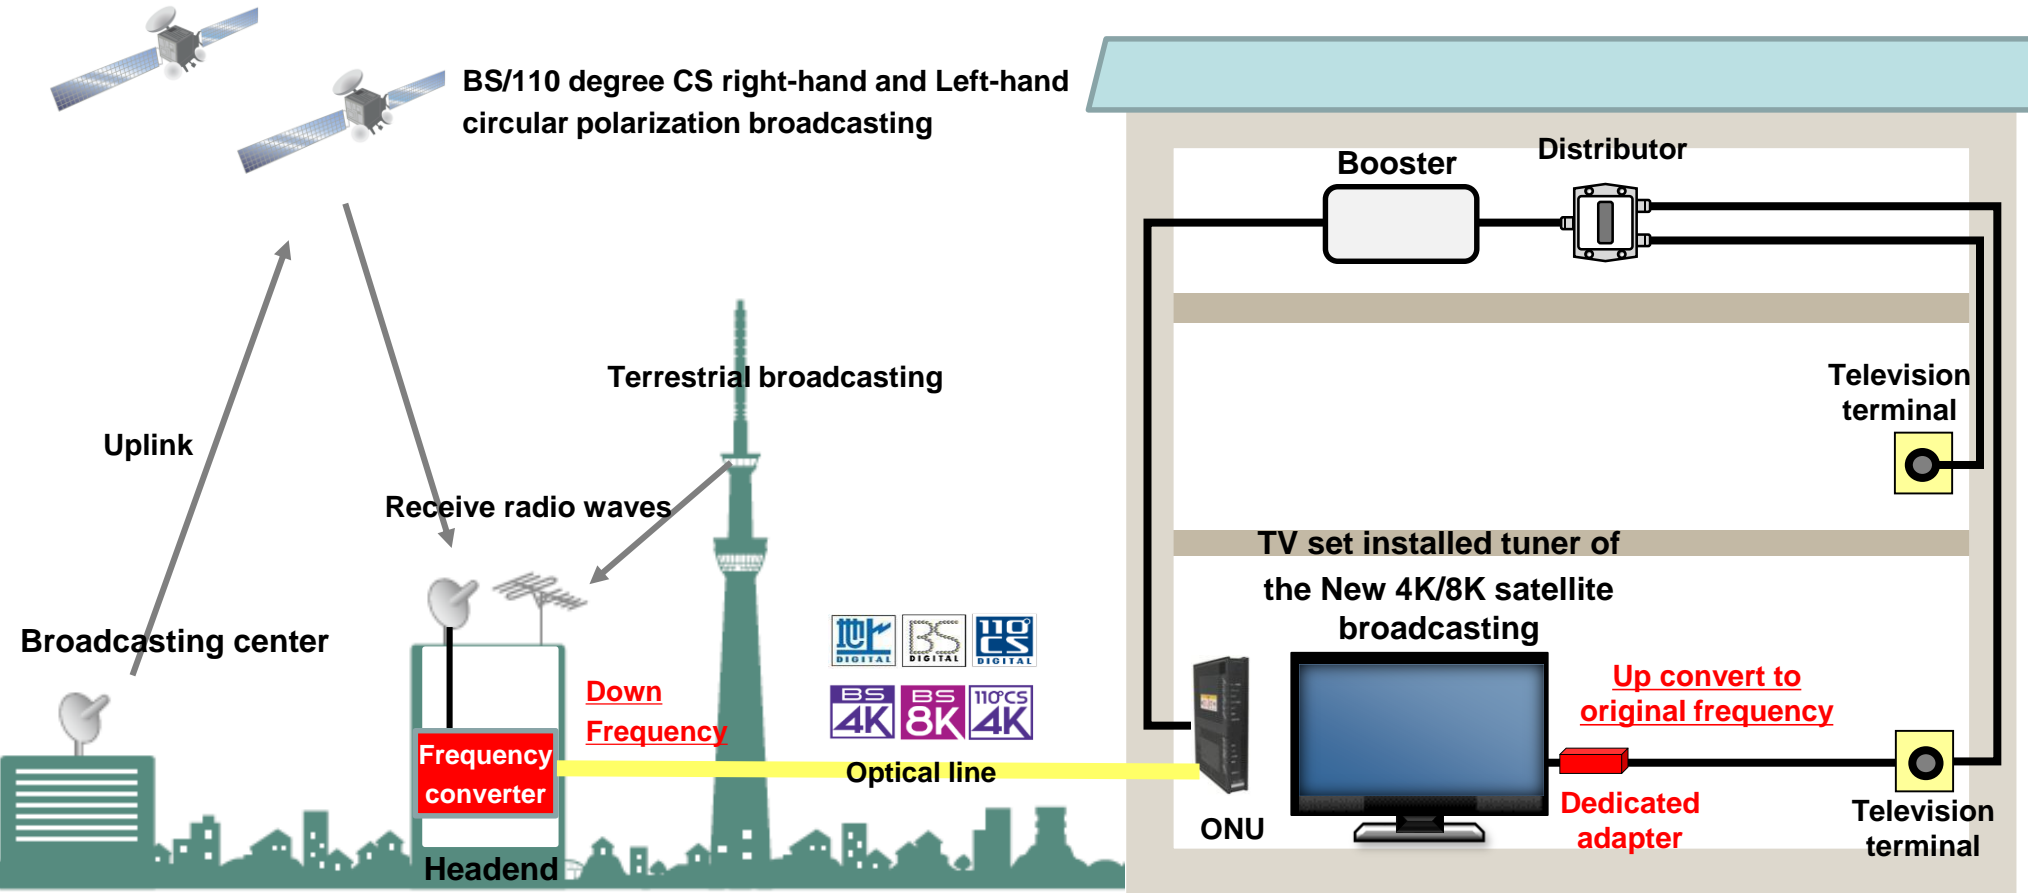 BS/110 degree CS right-hand and Left-hand
circular polarization broadcasting
Booster
Distributor
Terrestrial broadcasting
Television
terminal
Uplink
Receive radio waves
TV set installed tuner of
the New 4K/8K satellite
broadcasting
Broadcasting center
DIGITAL
BS
DIGITAL
110°
CS
DIGITAL
Down
Frequency
BS
4K
BS
8K
110°CS
4K
Up convert to
original frequency
Frequency
converter
Optical line
ONU
Dedicated
adapter
Television
terminal
Headend